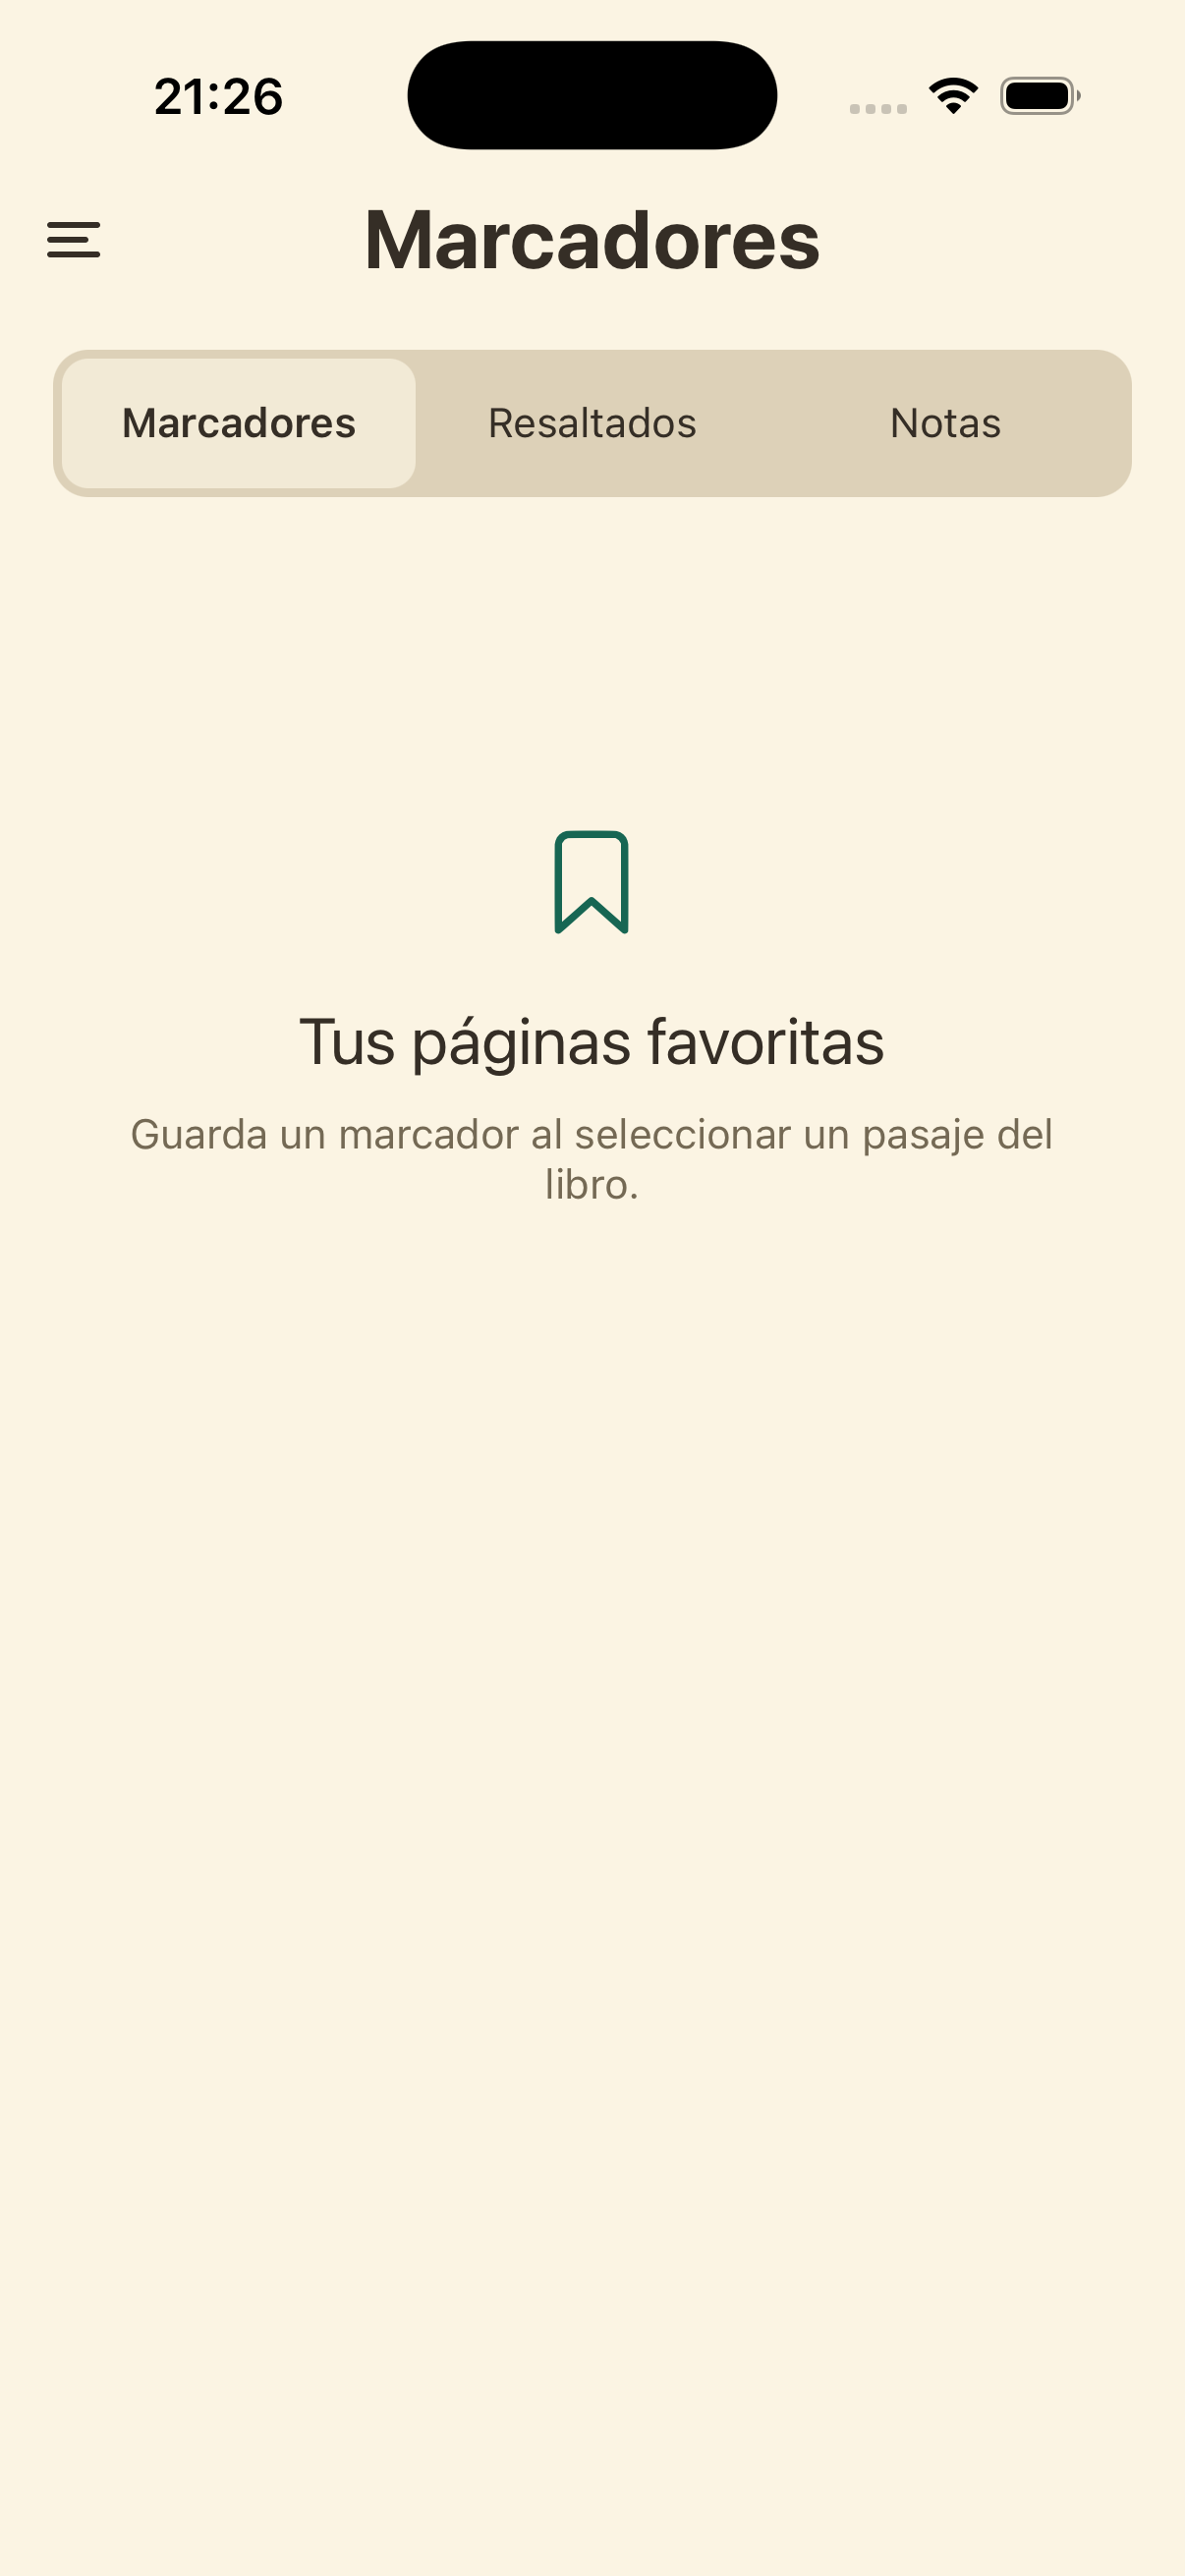 21:26
Marcadores
Marcadores Resaltados Notas
Tus páginas favoritas
Guarda un marcador al seleccionar un pasaje del
libro.